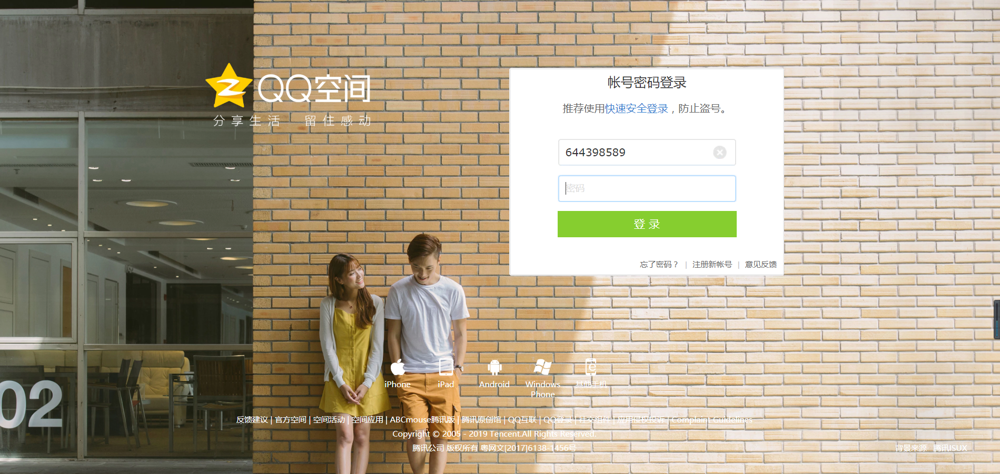 QQ空间
分享生活 留住感动
帐号密码登录
推荐使用快速安全登录，防止盗号。
644398589
密码
登 录
忘了密码？ | 注册新帐号 | 意见反馈
iPhone
iPad
Android
Windows Phone
其他手机
反馈建议 | 官方空间 | 空间活动 | 空间应用 | ABCmouse腾讯版 | 腾讯原创馆 | QQ互联 | QQ登录 | 社交组件 | 应用侵权投诉 | Complaint Guidelines
Copyright © 2005 - 2019 Tencent.All Rights Reserved.
腾讯公司 版权所有 粤网文[2017]6138-1456号
背景来源 腾讯ISUX
02